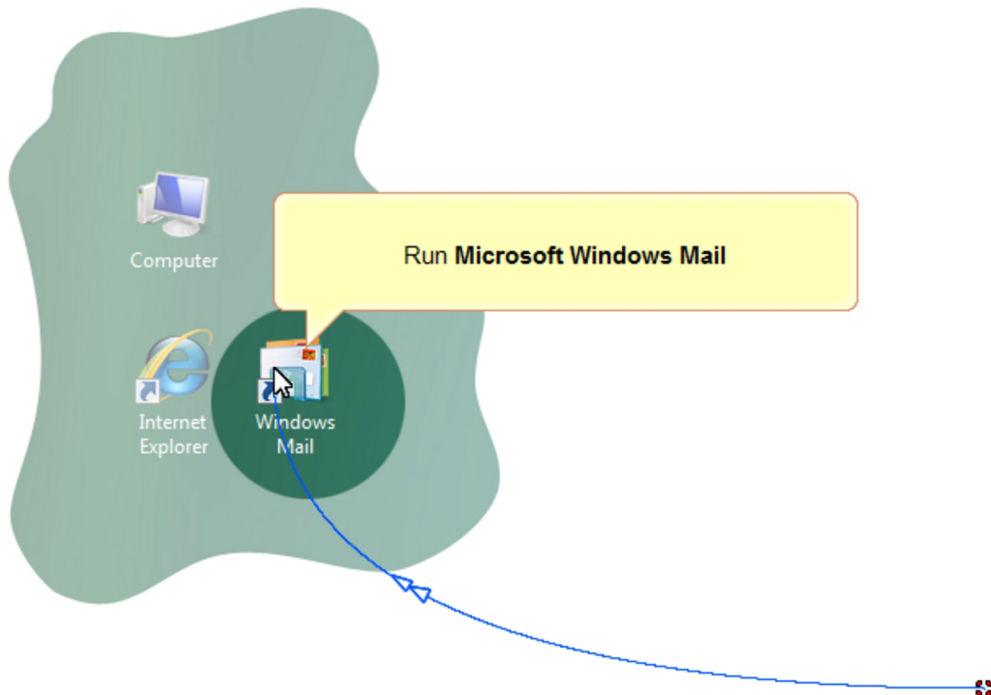 Computer
Run Microsoft Windows Mail
Internet
Explorer
Windows
Mail